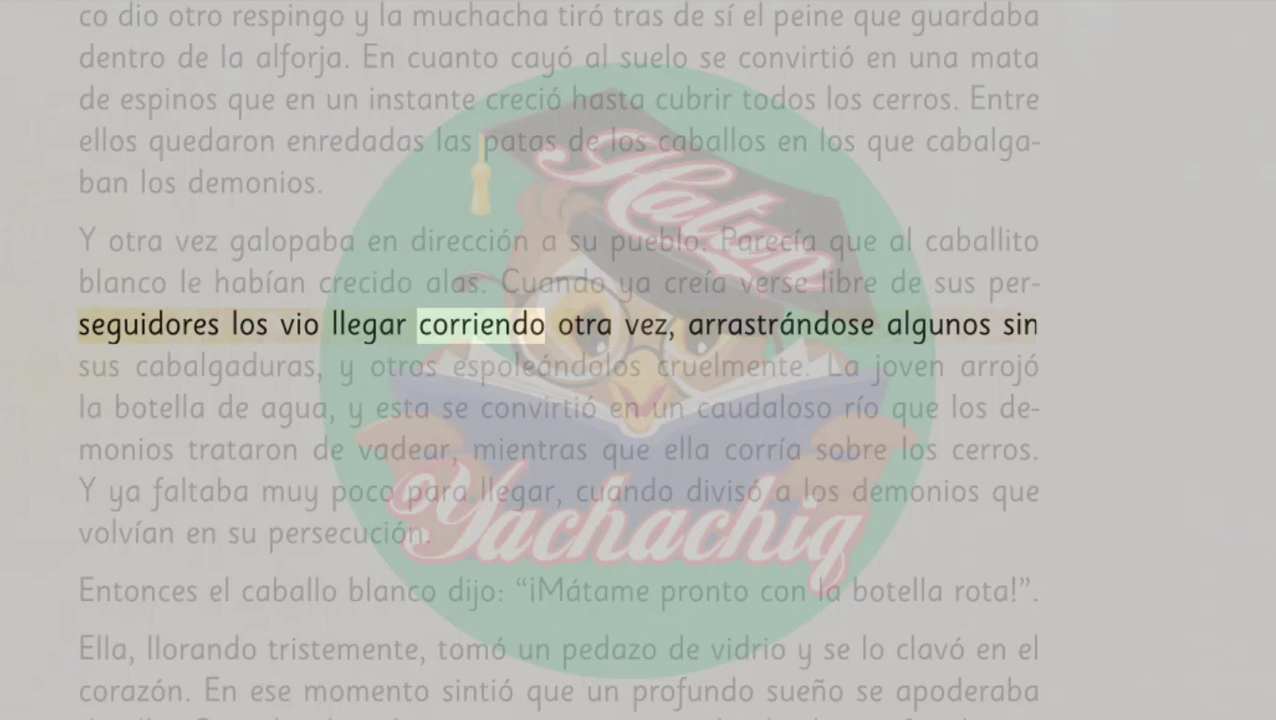 co dio otro respingo y la muchacha tiró tras de sí el peine que guardaba
dentro de la alforja. En cuanto cayó al suelo se convirtió en una mata
de espinos que en un instante creció hasta cubrir todos los cerros. Entre
ellos quedaron enredadas las patas de los caballos en los que cabalga-
ban los demonios.
Y otra vez galopaba en dirección a su pueblo. Parecía que al caballito
blanco le habían crecido alas. Cuando ya creía verse libre de sus per-
seguidores los vio llegar corriendo otra vez, arrastrándose algunos sin
sus cabalgaduras, y otros espoleándolos cruelmente. La joven arrojó
la botella de agua, y esta se convirtió en un caudaloso río que los de-
monios trataron de vadear, mientras que ella corría sobre los cerros.
Y ya faltaba muy poco para llegar, cuando divisó a los demonios que
volvían en su persecución.
Entonces el caballo blanco dijo: “¡Mátame pronto con la botella rota!”.
Ella, llorando tristemente, tomó un pedazo de vidrio y se lo clavó en el
corazón. En ese momento sintió que un profundo sueño se apoderaba
Hatun
Yachachiq